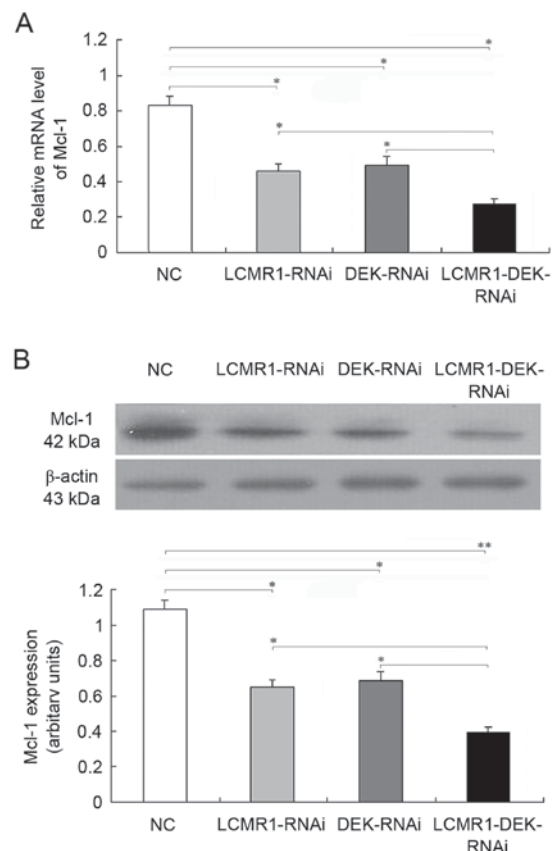 A
Relative mRNA level
of Mcl-1
1.2
1
0.8
0.6
0.4
0.2
0
*
*
*
*
*
NC
LCMR1-RNAi
DEK-RNAi
LCMR1-DEK-
RNAi
B
NC
LCMR1-RNAi
DEK-RNAi
LCMR1-DEK-
RNAi
Mcl-1
42 kDa
β-actin
43 kDa
Mcl-1 expression
(arbitarv units)
1.2
1
0.8
0.6
0.4
0.2
0
**
*
*
*
*
NC
LCMR1-RNAi
DEK-RNAi
LCMR1-DEK-
RNAi